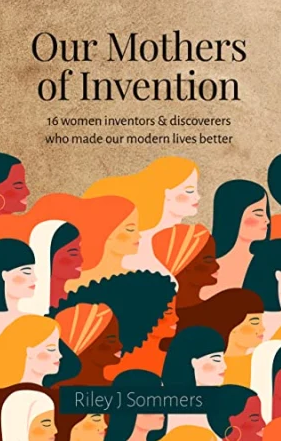 Our Mothers
of Invention
16 women inventors & discoverers
who made our modern lives better
Riley J Sommers